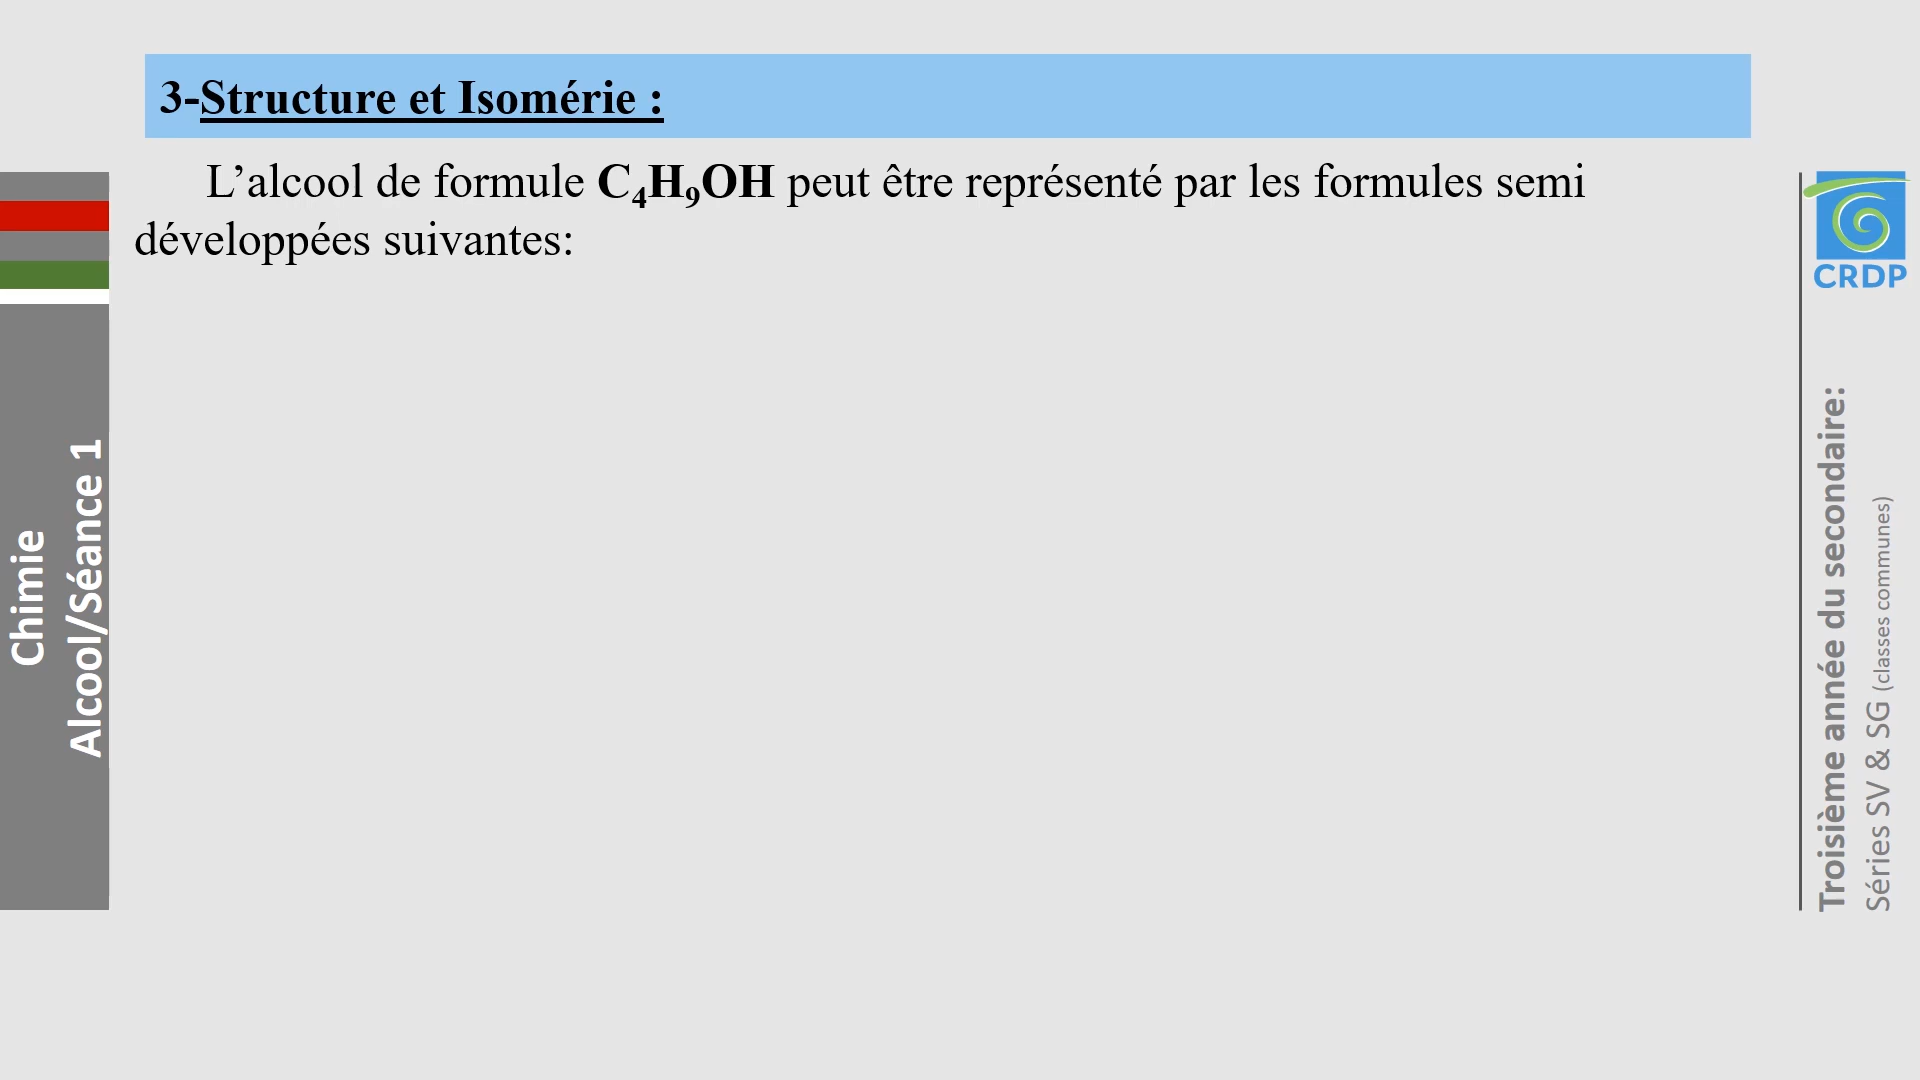 3-Structure et Isomérie :
L’alcool de formule C₄H₉OH peut être représenté par les formules semi
développées suivantes:
Chimie
Alcool/Séance 1
CRDP
Troisième année du secondaire:
Séries SV & SG (classes communes)